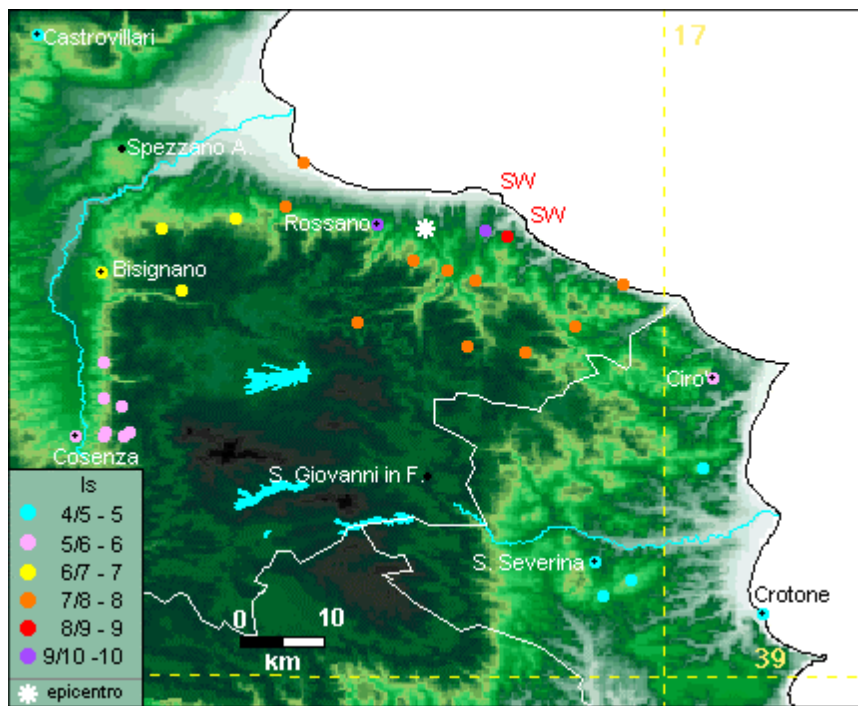 Castrovillari
17
Spezzano A.
SW
SW
Rossano
Bisignano
Ciro'
Cosenza
S. Giovanni in F.
Is
4/5 - 5
5/6 - 6
6/7 - 7
7/8 - 8
8/9 - 9
9/10 -10
epicentro
S. Severina
Crotone
0 10
km
39